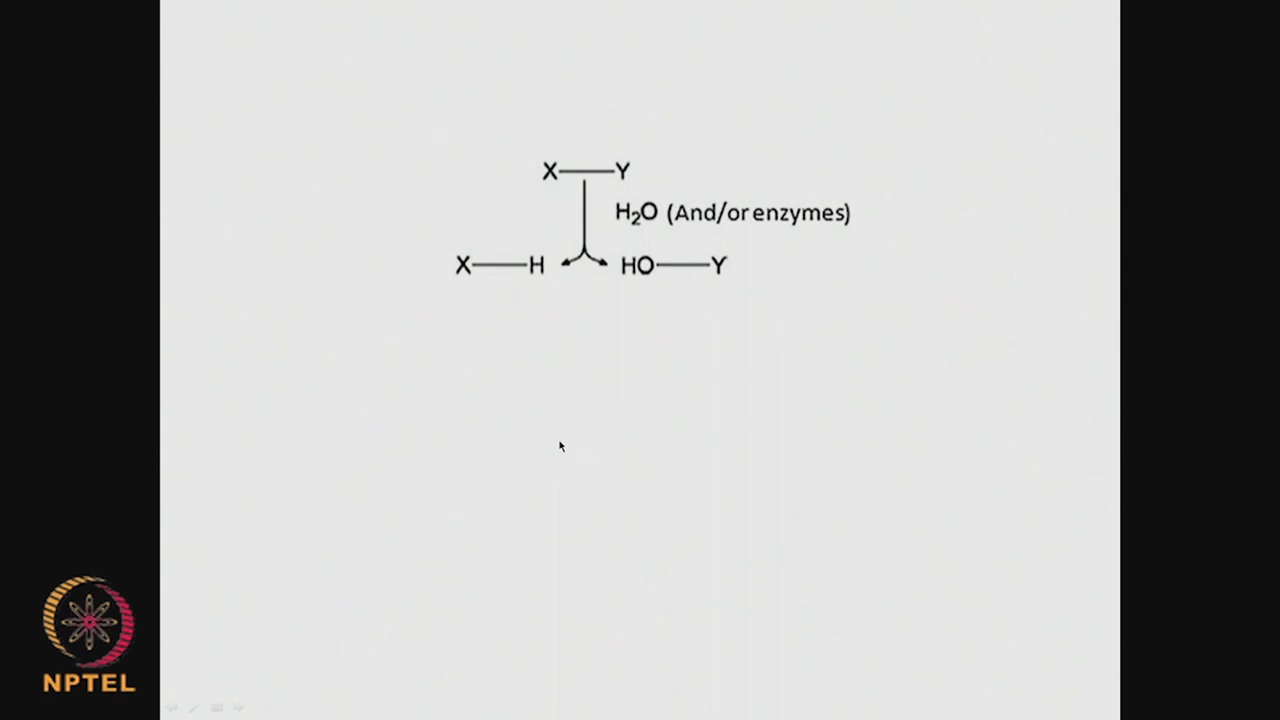 X—Y
H₂O (And/or enzymes)
X—H HO—Y
NPTEL